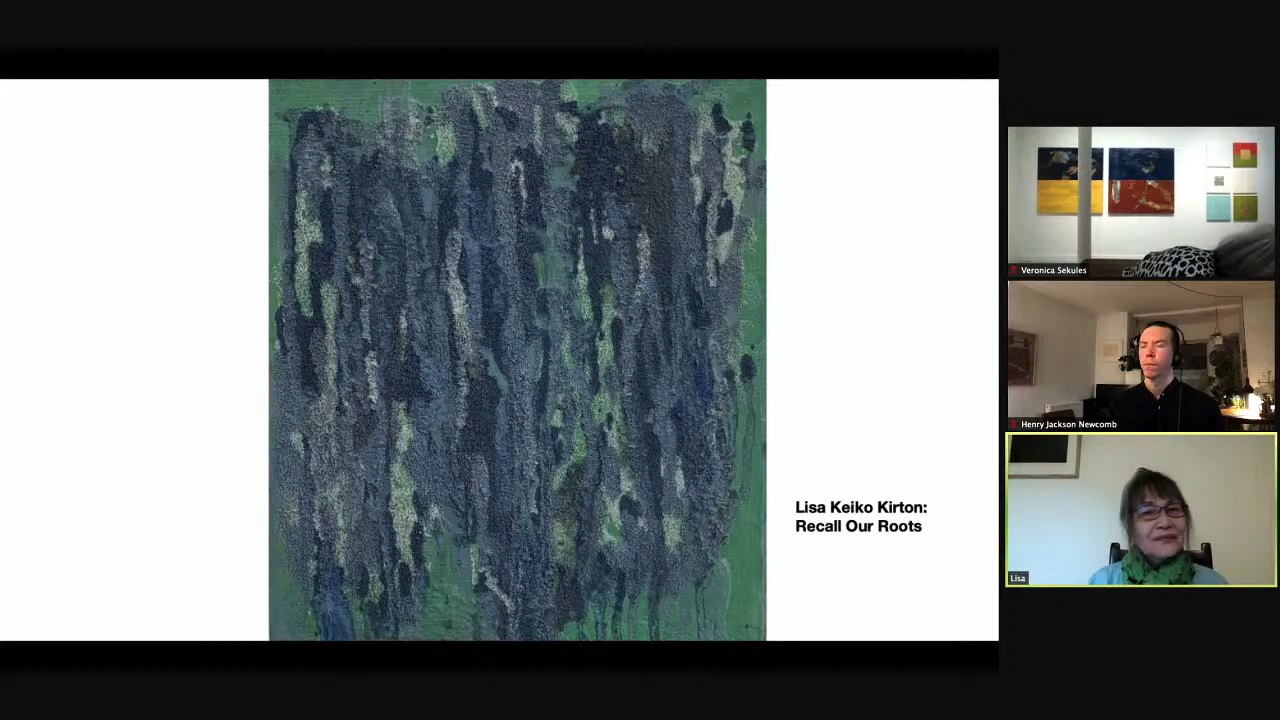 Lisa Keiko Kirton:
Recall Our Roots
Veronica Sekules
Henry Jackson Newcomb
Lisa